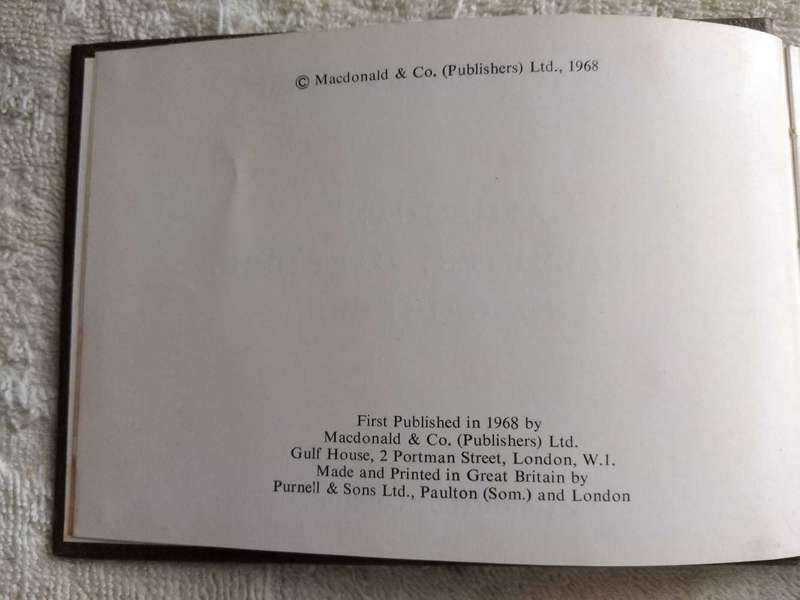 © Macdonald & Co. (Publishers) Ltd., 1968
First Published in 1968 by
Macdonald & Co. (Publishers) Ltd.
Gulf House, 2 Portman Street, London, W.1.
Made and Printed in Great Britain by
Purnell & Sons Ltd., Paulton (Som.) and London